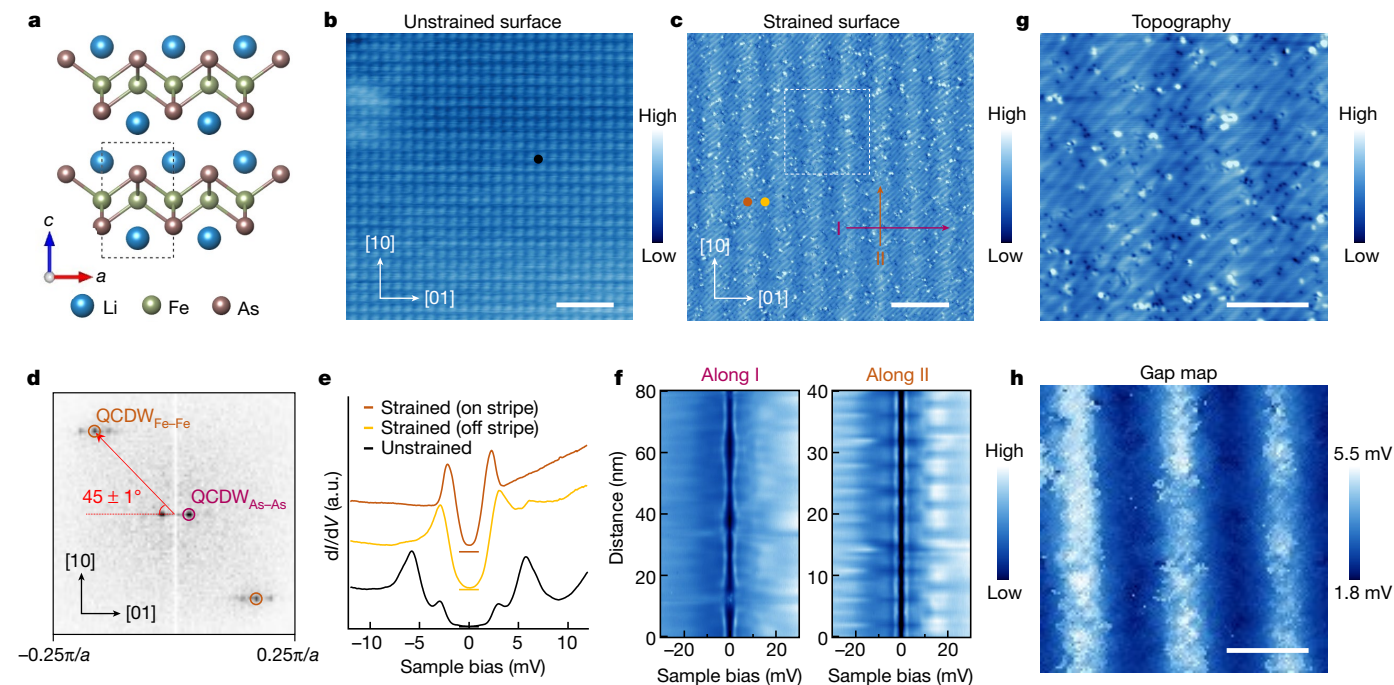 a
c
a
Li
Fe
As
b
Unstrained surface
[10]
[01]
High
Low
c
Strained surface
I
II
[10]
[01]
High
Low
g
Topography
High
Low
d
QCDWFe–Fe
45 ± 1°
QCDWAs–As
[10]
[01]
–0.25π/a
0.25π/a
e
Strained (on stripe)
Strained (off stripe)
Unstrained
dI/dV (a.u.)
–10
–5
0
5
10
Sample bias (mV)
f
Along I
80
60
40
20
0
Distance (nm)
–20
0
20
Sample bias (mV)
Along II
40
30
20
10
0
–20
0
20
Sample bias (mV)
High
Low
h
Gap map
5.5 mV
1.8 mV